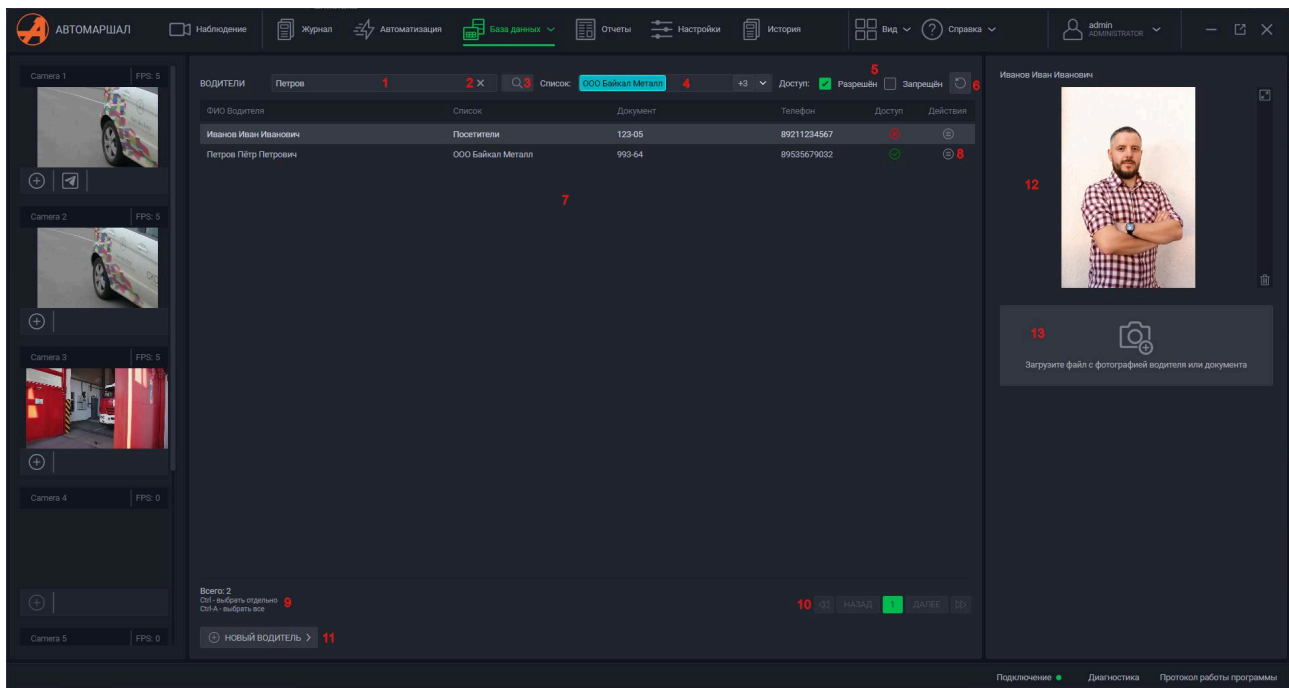 АВТОМАРШАЛ Наблюдение Журнал Автоматизация База данных Отчеты Настройки История Вид Справка admin
ADMINISTRATOR
Camera 1 FPS: 5
Camera 2 FPS: 5
Camera 3 FPS: 5
Camera 4 FPS: 0
Camera 5 FPS: 0
ВОДИТЕЛИ Петров 1 2 3 Список: ООО Байкал Металл 4 +3 Доступ: Разрешён 5 Запрещён 6
ФИО Водителя Список Документ Телефон Доступ Действия
Иванов Иван Иванович Посетители 123-05 89211234567
Петров Пётр Петрович ООО Байкал Металл 993-64 89535679032 8
7
Всего: 2
Ctrl - выбрать отдельно 9
Ctrl-A - выбрать все
10 НАЗАД 1 ДАЛЕЕ
НОВЫЙ ВОДИТЕЛЬ 11
Иванов Иван Иванович
12
13
Загрузите файл с фотографией водителя или документа
Подключение Диагностика Протокол работы программы